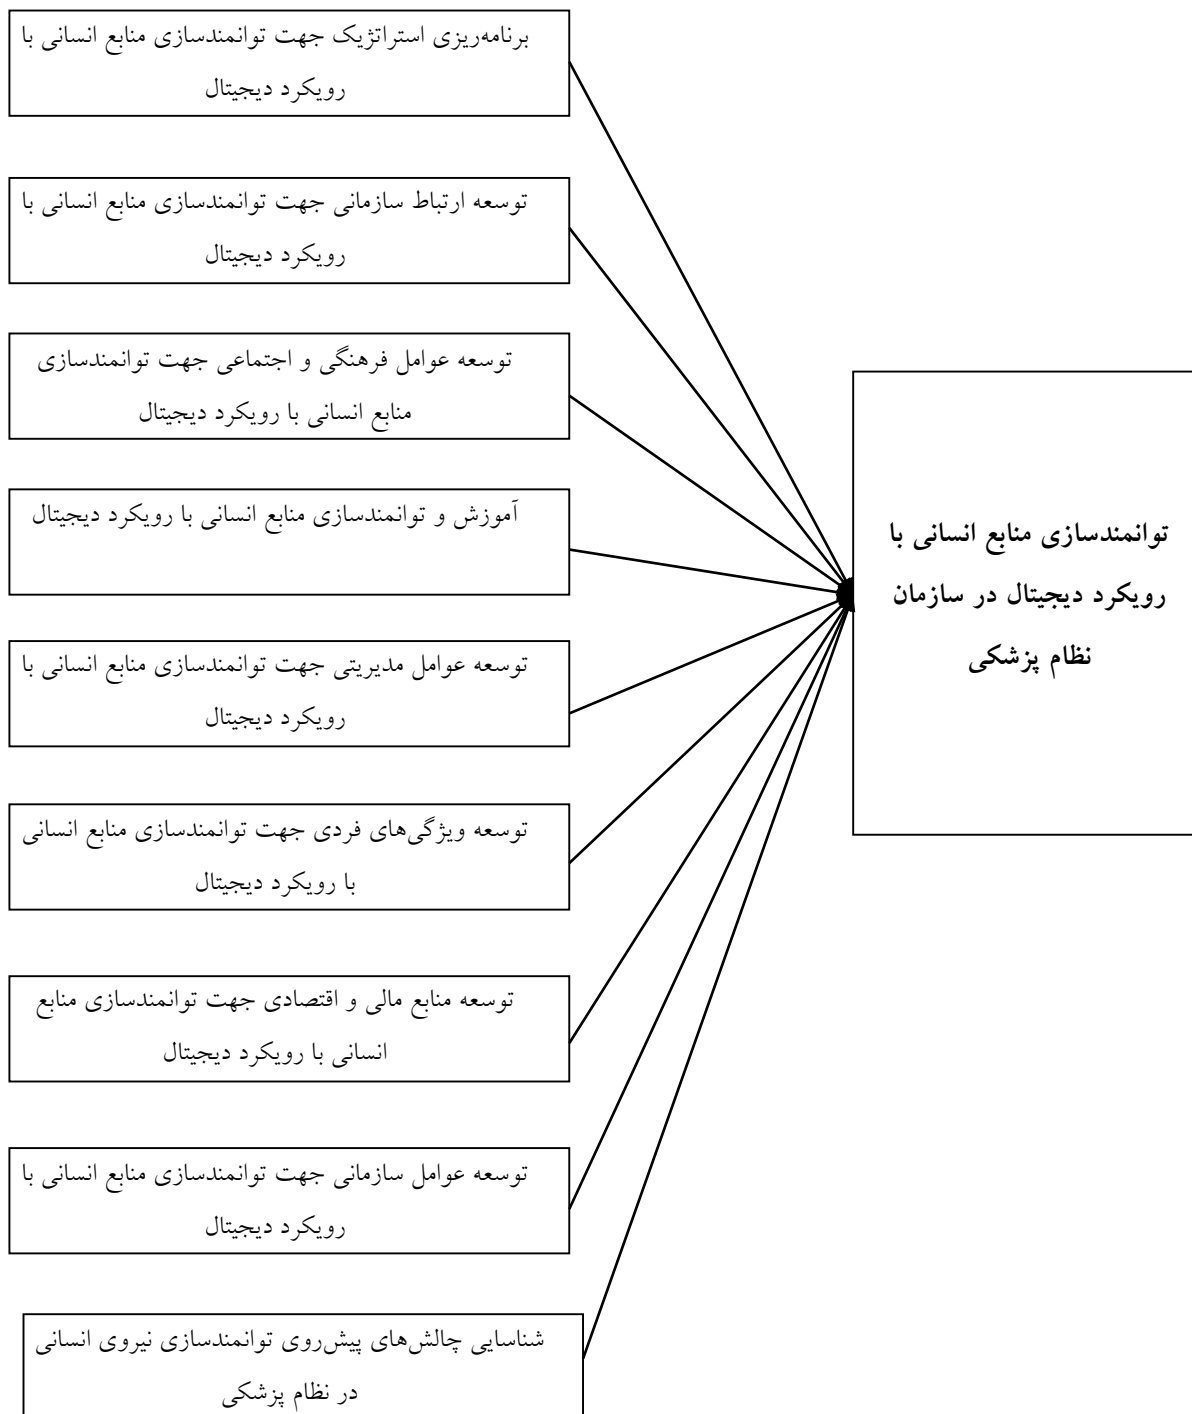 برنامه‌ریزی استراتژیک جهت توانمندسازی منابع انسانی با
رویکرد دیجیتال
توسعه ارتباط سازمانی جهت توانمندسازی منابع انسانی با
رویکرد دیجیتال
توسعه عوامل فرهنگی و اجتماعی جهت توانمندسازی
منابع انسانی با رویکرد دیجیتال
آموزش و توانمندسازی منابع انسانی با رویکرد دیجیتال
توسعه عوامل مدیریتی جهت توانمندسازی منابع انسانی با
رویکرد دیجیتال
توسعه ویژگی‌های فردی جهت توانمندسازی منابع انسانی
با رویکرد دیجیتال
توسعه منابع مالی و اقتصادی جهت توانمندسازی منابع
انسانی با رویکرد دیجیتال
توسعه عوامل سازمانی جهت توانمندسازی منابع انسانی با
رویکرد دیجیتال
شناسایی چالش‌های پیش‌روی توانمندسازی نیروی انسانی
در نظام پزشکی
توانمندسازی منابع انسانی با
رویکرد دیجیتال در سازمان
نظام پزشکی